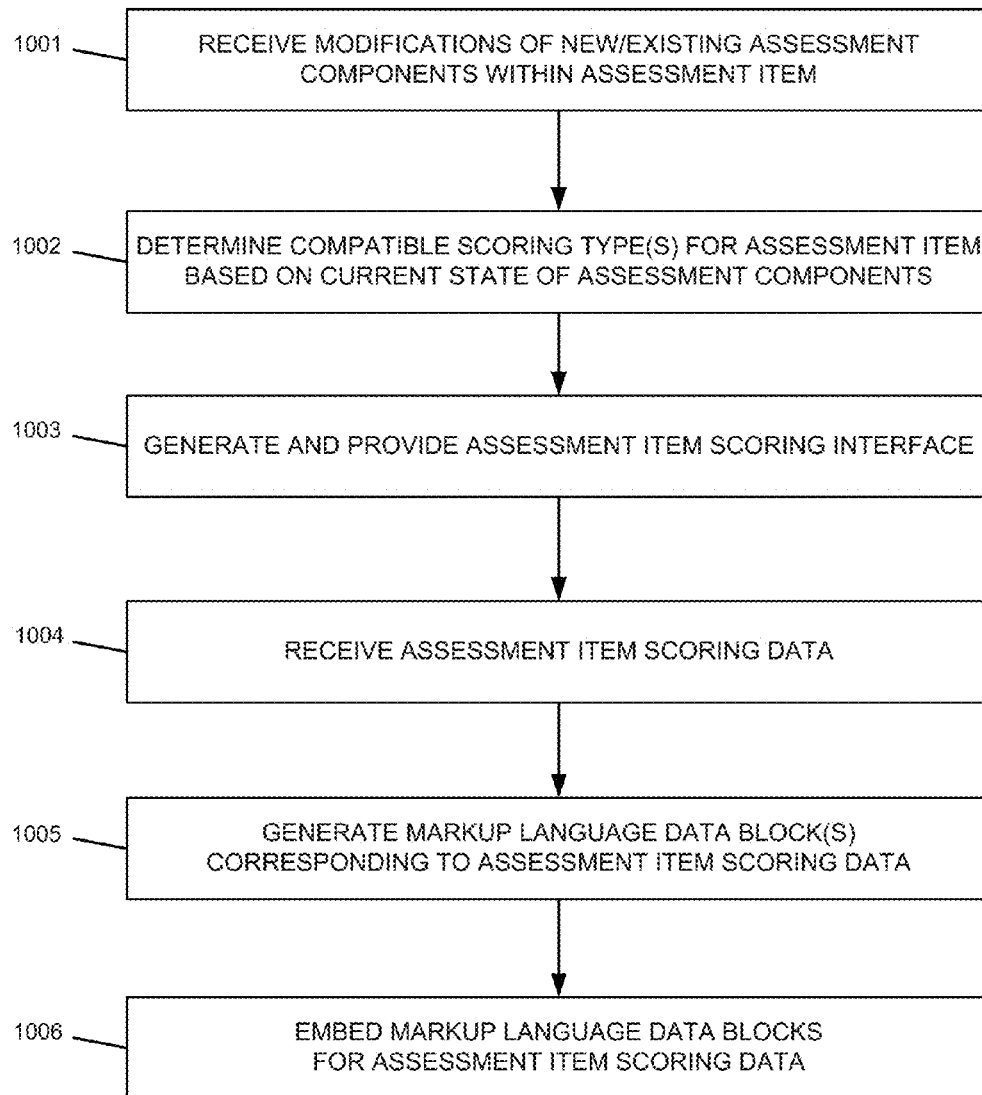 1001
RECEIVE MODIFICATIONS OF NEW/EXISTING ASSESSMENT
COMPONENTS WITHIN ASSESSMENT ITEM
1002
DETERMINE COMPATIBLE SCORING TYPE(S) FOR ASSESSMENT ITEM
BASED ON CURRENT STATE OF ASSESSMENT COMPONENTS
1003
GENERATE AND PROVIDE ASSESSMENT ITEM SCORING INTERFACE
1004
RECEIVE ASSESSMENT ITEM SCORING DATA
1005
GENERATE MARKUP LANGUAGE DATA BLOCK(S)
CORRESPONDING TO ASSESSMENT ITEM SCORING DATA
1006
EMBED MARKUP LANGUAGE DATA BLOCKS
FOR ASSESSMENT ITEM SCORING DATA